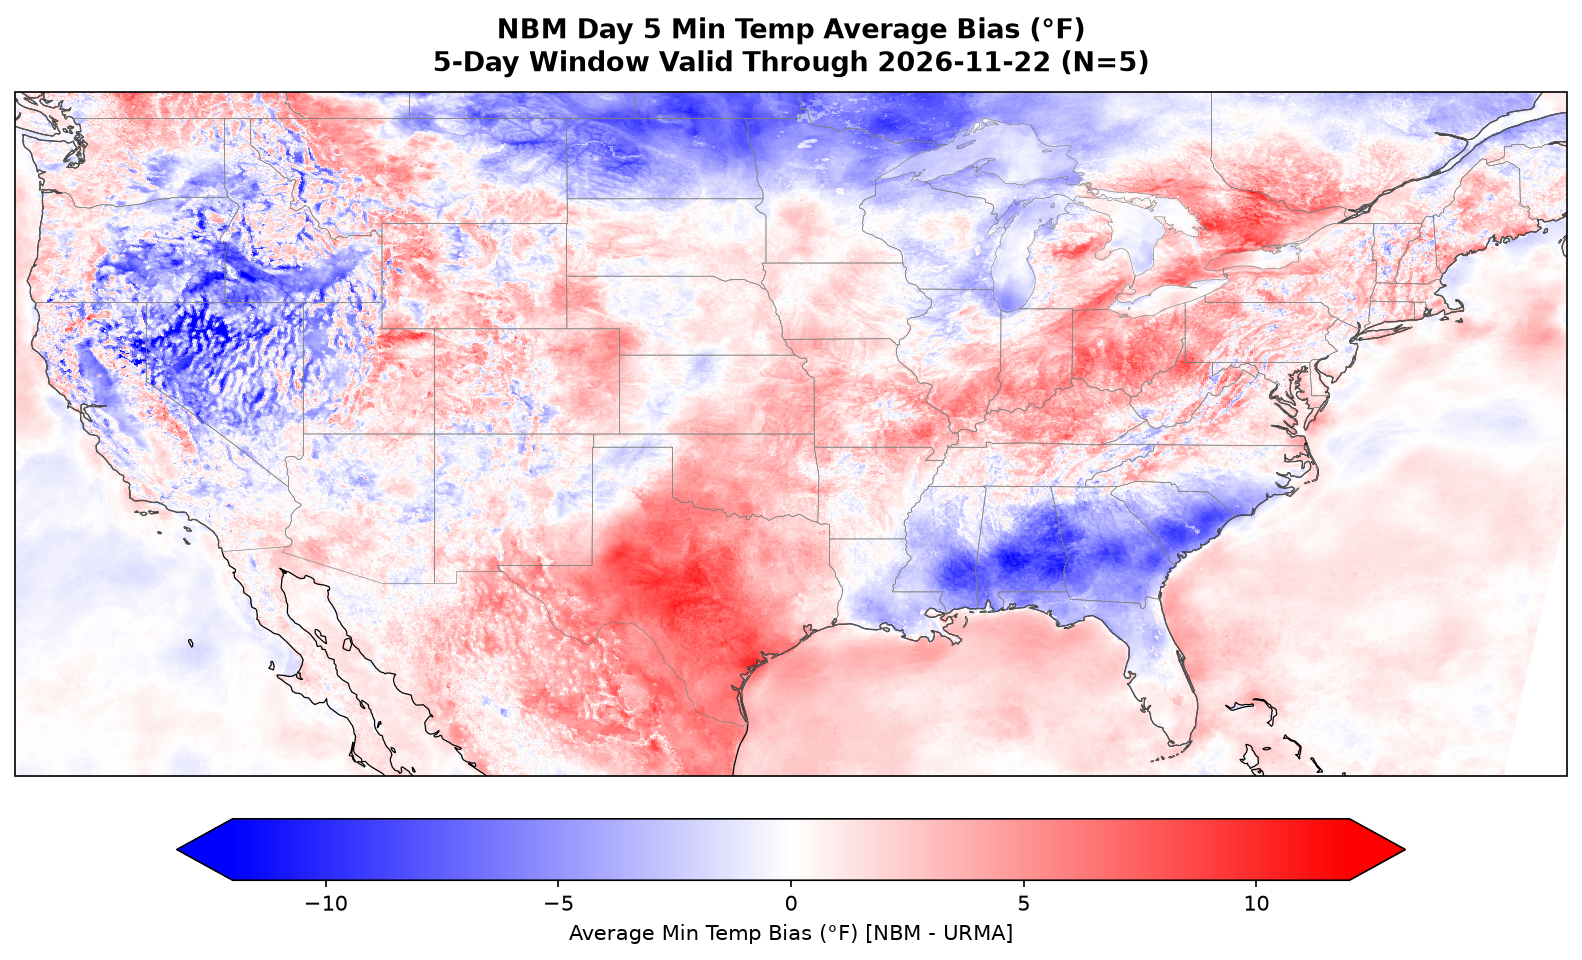 NBM Day 5 Min Temp Average Bias (°F)
5-Day Window Valid Through 2026-11-22 (N=5)
−10 −5 0 5 10
Average Min Temp Bias (°F) [NBM - URMA]